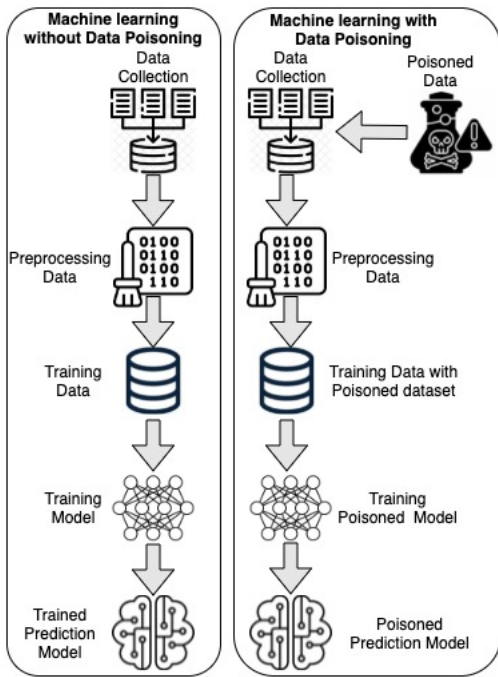 Machine learning
without Data Poisoning
Data
Collection
0100
0110
0100
110
Preprocessing
Data
Training
Data
Training
Model
Trained
Prediction
Model
Machine learning with
Data Poisoning
Data
Collection
Poisoned
Data
!
0100
0110
0100
110
Preprocessing
Data
Training Data with
Poisoned dataset
Training
Poisoned Model
Poisoned
Prediction Model